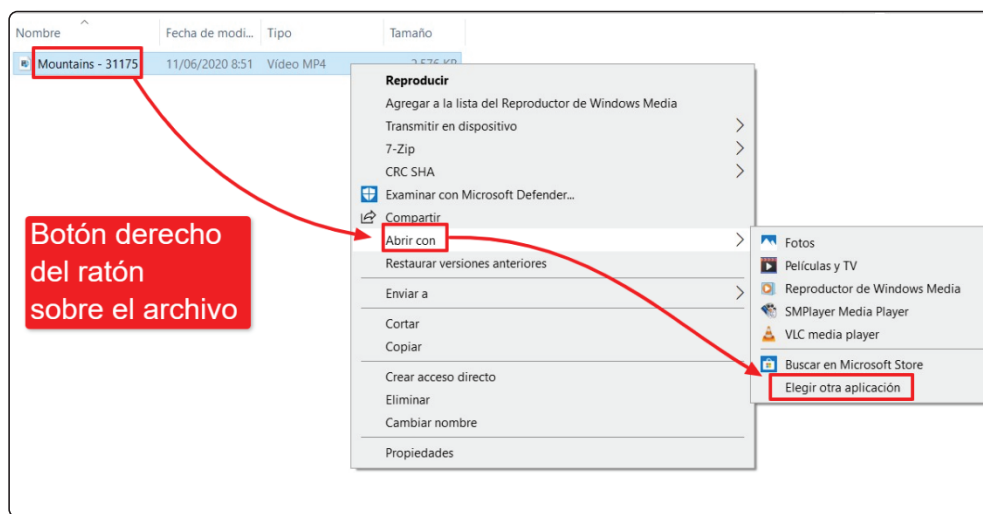 Nombre Fecha de modi... Tipo Tamaño
Mountains - 31175 11/06/2020 8:51 Vídeo MP4 2.576 KB
Reproducir
Agregar a la lista del Reproductor de Windows Media
Transmitir en dispositivo
7-Zip
CRC SHA
Examinar con Microsoft Defender...
Compartir
Abrir con
Restaurar versiones anteriores
Enviar a
Cortar
Copiar
Crear acceso directo
Eliminar
Cambiar nombre
Propiedades
Botón derecho
del ratón
sobre el archivo
Fotos
Películas y TV
Reproductor de Windows Media
SMPlayer Media Player
VLC media player
Buscar en Microsoft Store
Elegir otra aplicación